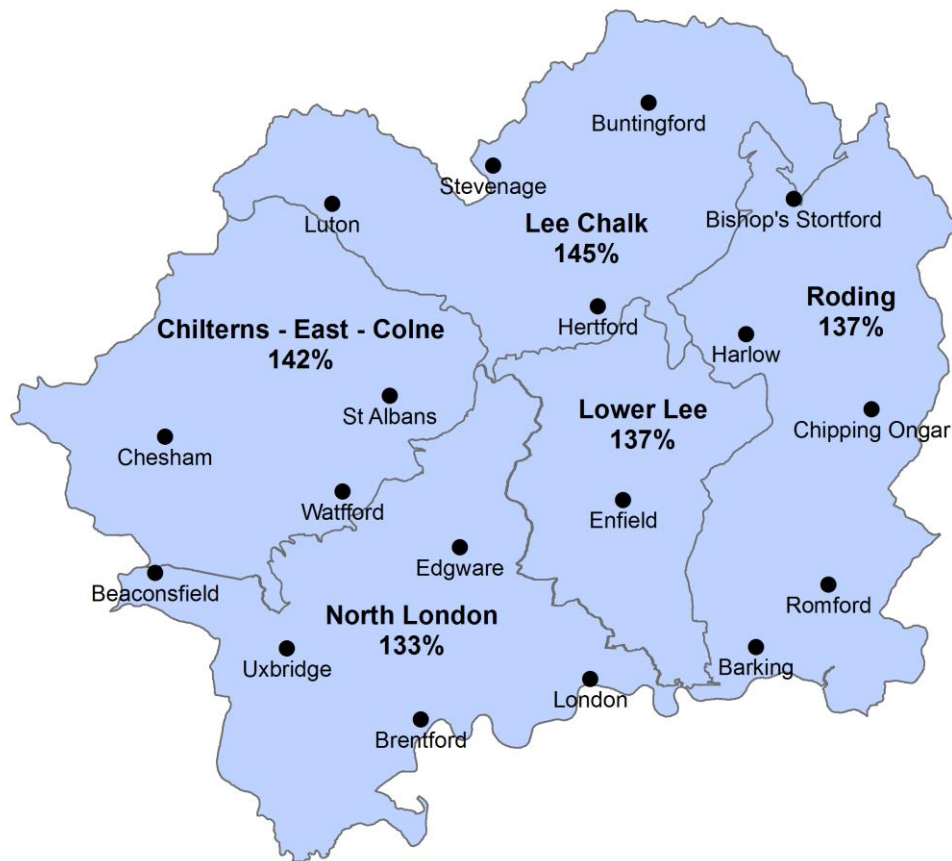 Buntingford
Stevenage
Luton
Bishop's Stortford
Lee Chalk
145%
Roding
137%
Hertford
Chilterns - East - Colne
142%
Harlow
St Albans
Lower Lee
137%
Chipping Ongar
Chesham
Watfford
Enfield
Edgware
Beaconsfield
Romford
North London
133%
Uxbridge
Barking
London
Brentford